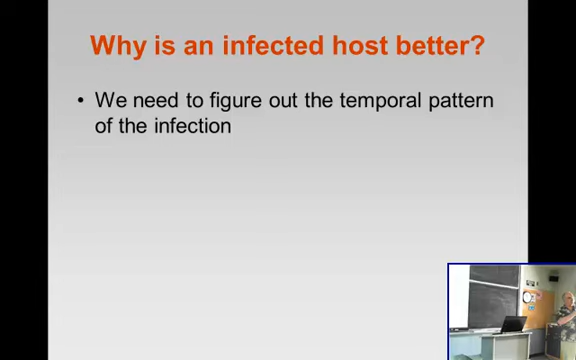 Why is an infected host better?
• We need to figure out the temporal pattern
of the infection